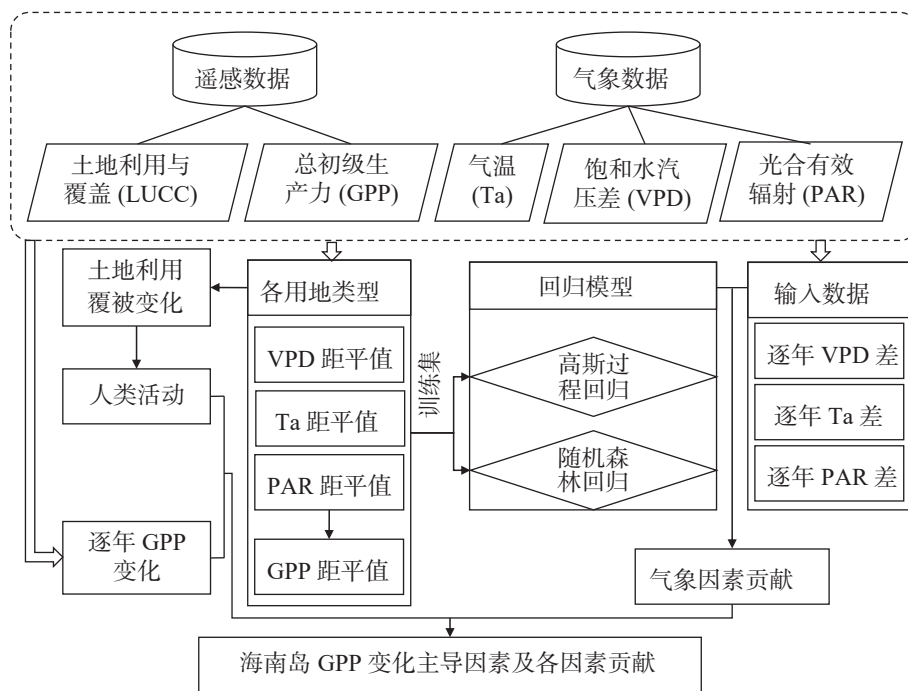 遥感数据
气象数据
土地利用与
覆盖 (LUCC)
总初级生
产力 (GPP)
气温
(Ta)
饱和水汽
压差 (VPD)
光合有效
辐射 (PAR)
土地利用
覆被变化
人类活动
逐年 GPP
变化
各用地类型
VPD 距平值
Ta 距平值
PAR 距平值
GPP 距平值
训练集
回归模型
高斯过
程回归
随机森
林回归
输入数据
逐年 VPD 差
逐年 Ta 差
逐年 PAR 差
气象因素贡献
海南岛 GPP 变化主导因素及各因素贡献